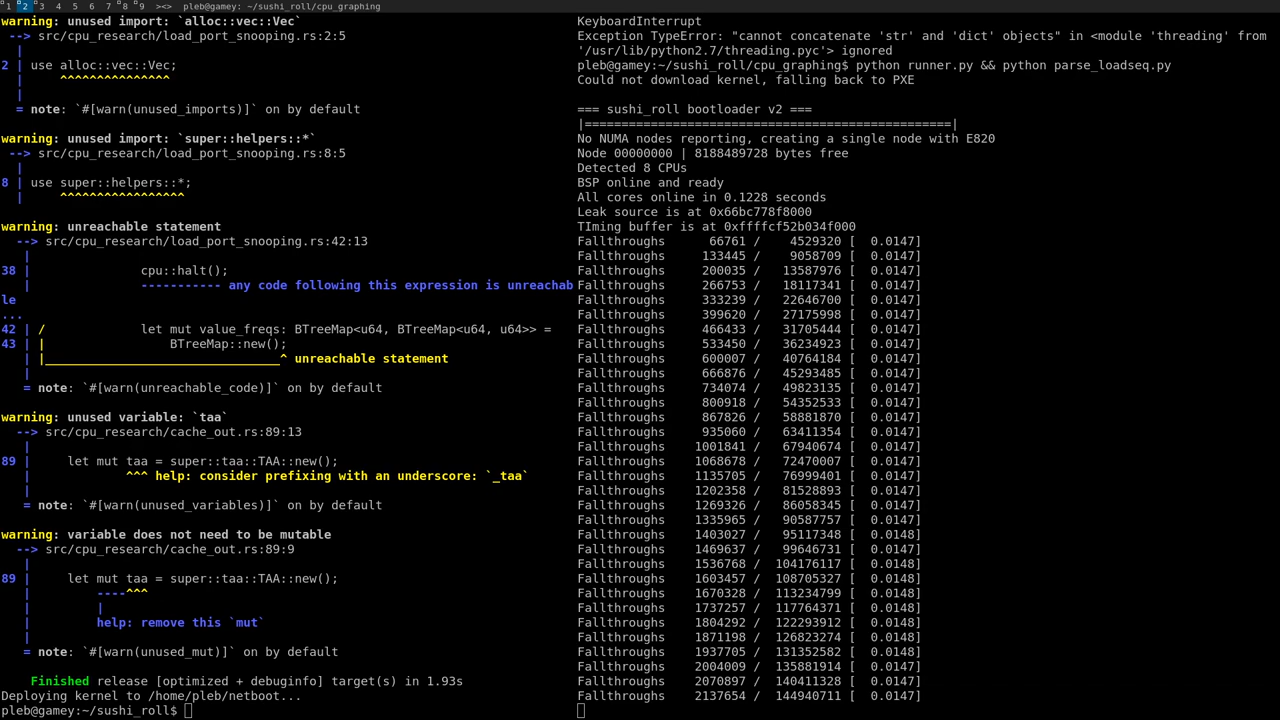 1 2 3 4 5 6 7 8 9 ><> pleb@gamey: ~/sushi_roll/cpu_graphing
warning: unused import: `alloc::vec::Vec`
 --> src/cpu_research/load_port_snooping.rs:2:5
  |
2 | use alloc::vec::Vec;
  |     ^^^^^^^^^^^^^^^
  |
  = note: `#[warn(unused_imports)]` on by default

warning: unused import: `super::helpers::*`
 --> src/cpu_research/load_port_snooping.rs:8:5
  |
8 | use super::helpers::*;
  |     ^^^^^^^^^^^^^^^^^

warning: unreachable statement
  --> src/cpu_research/load_port_snooping.rs:42:13
   |
38 |               cpu::halt();
   |               ----------- any code following this expression is unreachab
le
...
42 | /             let mut value_freqs: BTreeMap<u64, BTreeMap<u64, u64>> =
43 | |                 BTreeMap::new();
   | |________________________________^ unreachable statement
   |
   = note: `#[warn(unreachable_code)]` on by default

warning: unused variable: `taa`
  --> src/cpu_research/cache_out.rs:89:13
   |
89 |     let mut taa = super::taa::TAA::new();
   |             ^^^ help: consider prefixing with an underscore: `_taa`
   |
   = note: `#[warn(unused_variables)]` on by default

warning: variable does not need to be mutable
  --> src/cpu_research/cache_out.rs:89:9
   |
89 |     let mut taa = super::taa::TAA::new();
   |         ----^^^
   |         |
   |         help: remove this `mut`
   |
   = note: `#[warn(unused_mut)]` on by default

    Finished release [optimized + debuginfo] target(s) in 1.93s
Deploying kernel to /home/pleb/netboot...
pleb@gamey:~/sushi_roll$
KeyboardInterrupt
Exception TypeError: "cannot concatenate 'str' and 'dict' objects" in <module 'threading' from
'/usr/lib/python2.7/threading.pyc'> ignored
pleb@gamey:~/sushi_roll/cpu_graphing$ python runner.py && python parse_loadseq.py
Could not download kernel, falling back to PXE

=== sushi_roll bootloader v2 ===
|==================================================|
No NUMA nodes reporting, creating a single node with E820
Node 00000000 | 8188489728 bytes free
Detected 8 CPUs
BSP online and ready
All cores online in 0.1228 seconds
Leak source is at 0x66bc778f8000
TIming buffer is at 0xffffcf52b034f000
Fallthroughs      66761 /    4529320 [  0.0147]
Fallthroughs     133445 /    9058709 [  0.0147]
Fallthroughs     200035 /   13587976 [  0.0147]
Fallthroughs     266753 /   18117341 [  0.0147]
Fallthroughs     333239 /   22646700 [  0.0147]
Fallthroughs     399620 /   27175998 [  0.0147]
Fallthroughs     466433 /   31705444 [  0.0147]
Fallthroughs     533450 /   36234923 [  0.0147]
Fallthroughs     600007 /   40764184 [  0.0147]
Fallthroughs     666876 /   45293485 [  0.0147]
Fallthroughs     734074 /   49823135 [  0.0147]
Fallthroughs     800918 /   54352533 [  0.0147]
Fallthroughs     867826 /   58881870 [  0.0147]
Fallthroughs     935060 /   63411354 [  0.0147]
Fallthroughs    1001841 /   67940674 [  0.0147]
Fallthroughs    1068678 /   72470007 [  0.0147]
Fallthroughs    1135705 /   76999401 [  0.0147]
Fallthroughs    1202358 /   81528893 [  0.0147]
Fallthroughs    1269326 /   86058345 [  0.0147]
Fallthroughs    1335965 /   90587757 [  0.0147]
Fallthroughs    1403027 /   95117348 [  0.0148]
Fallthroughs    1469637 /   99646731 [  0.0147]
Fallthroughs    1536768 /  104176117 [  0.0148]
Fallthroughs    1603457 /  108705327 [  0.0148]
Fallthroughs    1670328 /  113234799 [  0.0148]
Fallthroughs    1737257 /  117764371 [  0.0148]
Fallthroughs    1804292 /  122293912 [  0.0148]
Fallthroughs    1871198 /  126823274 [  0.0148]
Fallthroughs    1937705 /  131352582 [  0.0148]
Fallthroughs    2004009 /  135881914 [  0.0147]
Fallthroughs    2070897 /  140411328 [  0.0147]
Fallthroughs    2137654 /  144940711 [  0.0147]